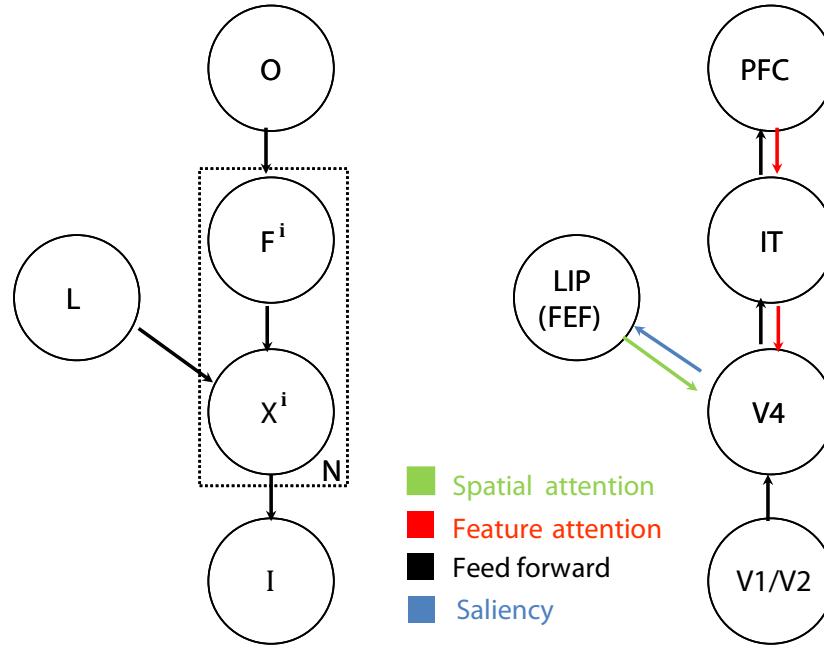 O
F i
L
X i
N
I
PFC
IT
LIP
(FEF)
V4
V1/V2
Spatial attention
Feature attention
Feed forward
Saliency